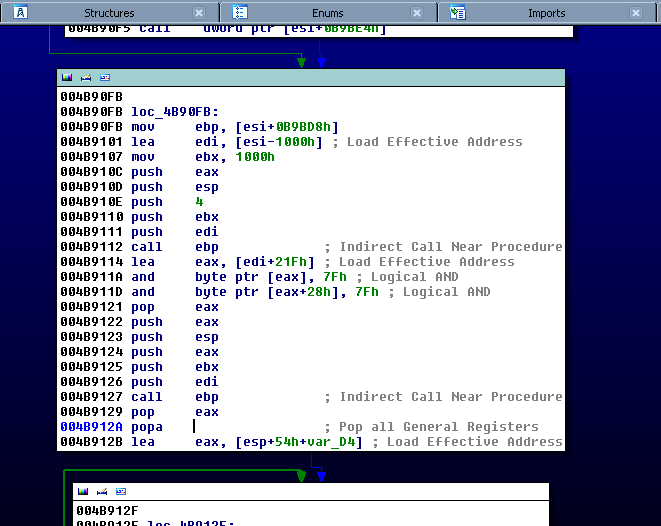 Structures Enums Imports
004B90F5 call dword ptr [esi+0B9BE4h]
004B90FB
004B90FB loc_4B90FB:
004B90FB mov ebp, [esi+0B9BD8h]
004B9101 lea edi, [esi-1000h] ; Load Effective Address
004B9107 mov ebx, 1000h
004B910C push eax
004B910D push esp
004B910E push 4
004B9110 push ebx
004B9111 push edi
004B9112 call ebp ; Indirect Call Near Procedure
004B9114 lea eax, [edi+21Fh] ; Load Effective Address
004B911A and byte ptr [eax], 7Fh ; Logical AND
004B911D and byte ptr [eax+28h], 7Fh ; Logical AND
004B9121 pop eax
004B9122 push eax
004B9123 push esp
004B9124 push eax
004B9125 push ebx
004B9126 push edi
004B9127 call ebp ; Indirect Call Near Procedure
004B9129 pop eax
004B912A popa ; Pop all General Registers
004B912B lea eax, [esp+54h+var_D4] ; Load Effective Address
004B912F
004B912F loc_4B912F: